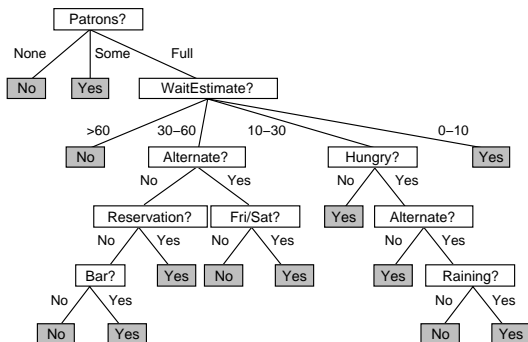 Patrons?
None Some Full
No Yes WaitEstimate?
>60 30–60 10–30 0–10
No Alternate? Hungry? Yes
No Yes No Yes
Reservation? Fri/Sat? Yes Alternate?
No Yes No Yes No Yes
Bar? Yes No Yes Yes Raining?
No Yes No Yes
No Yes No Yes